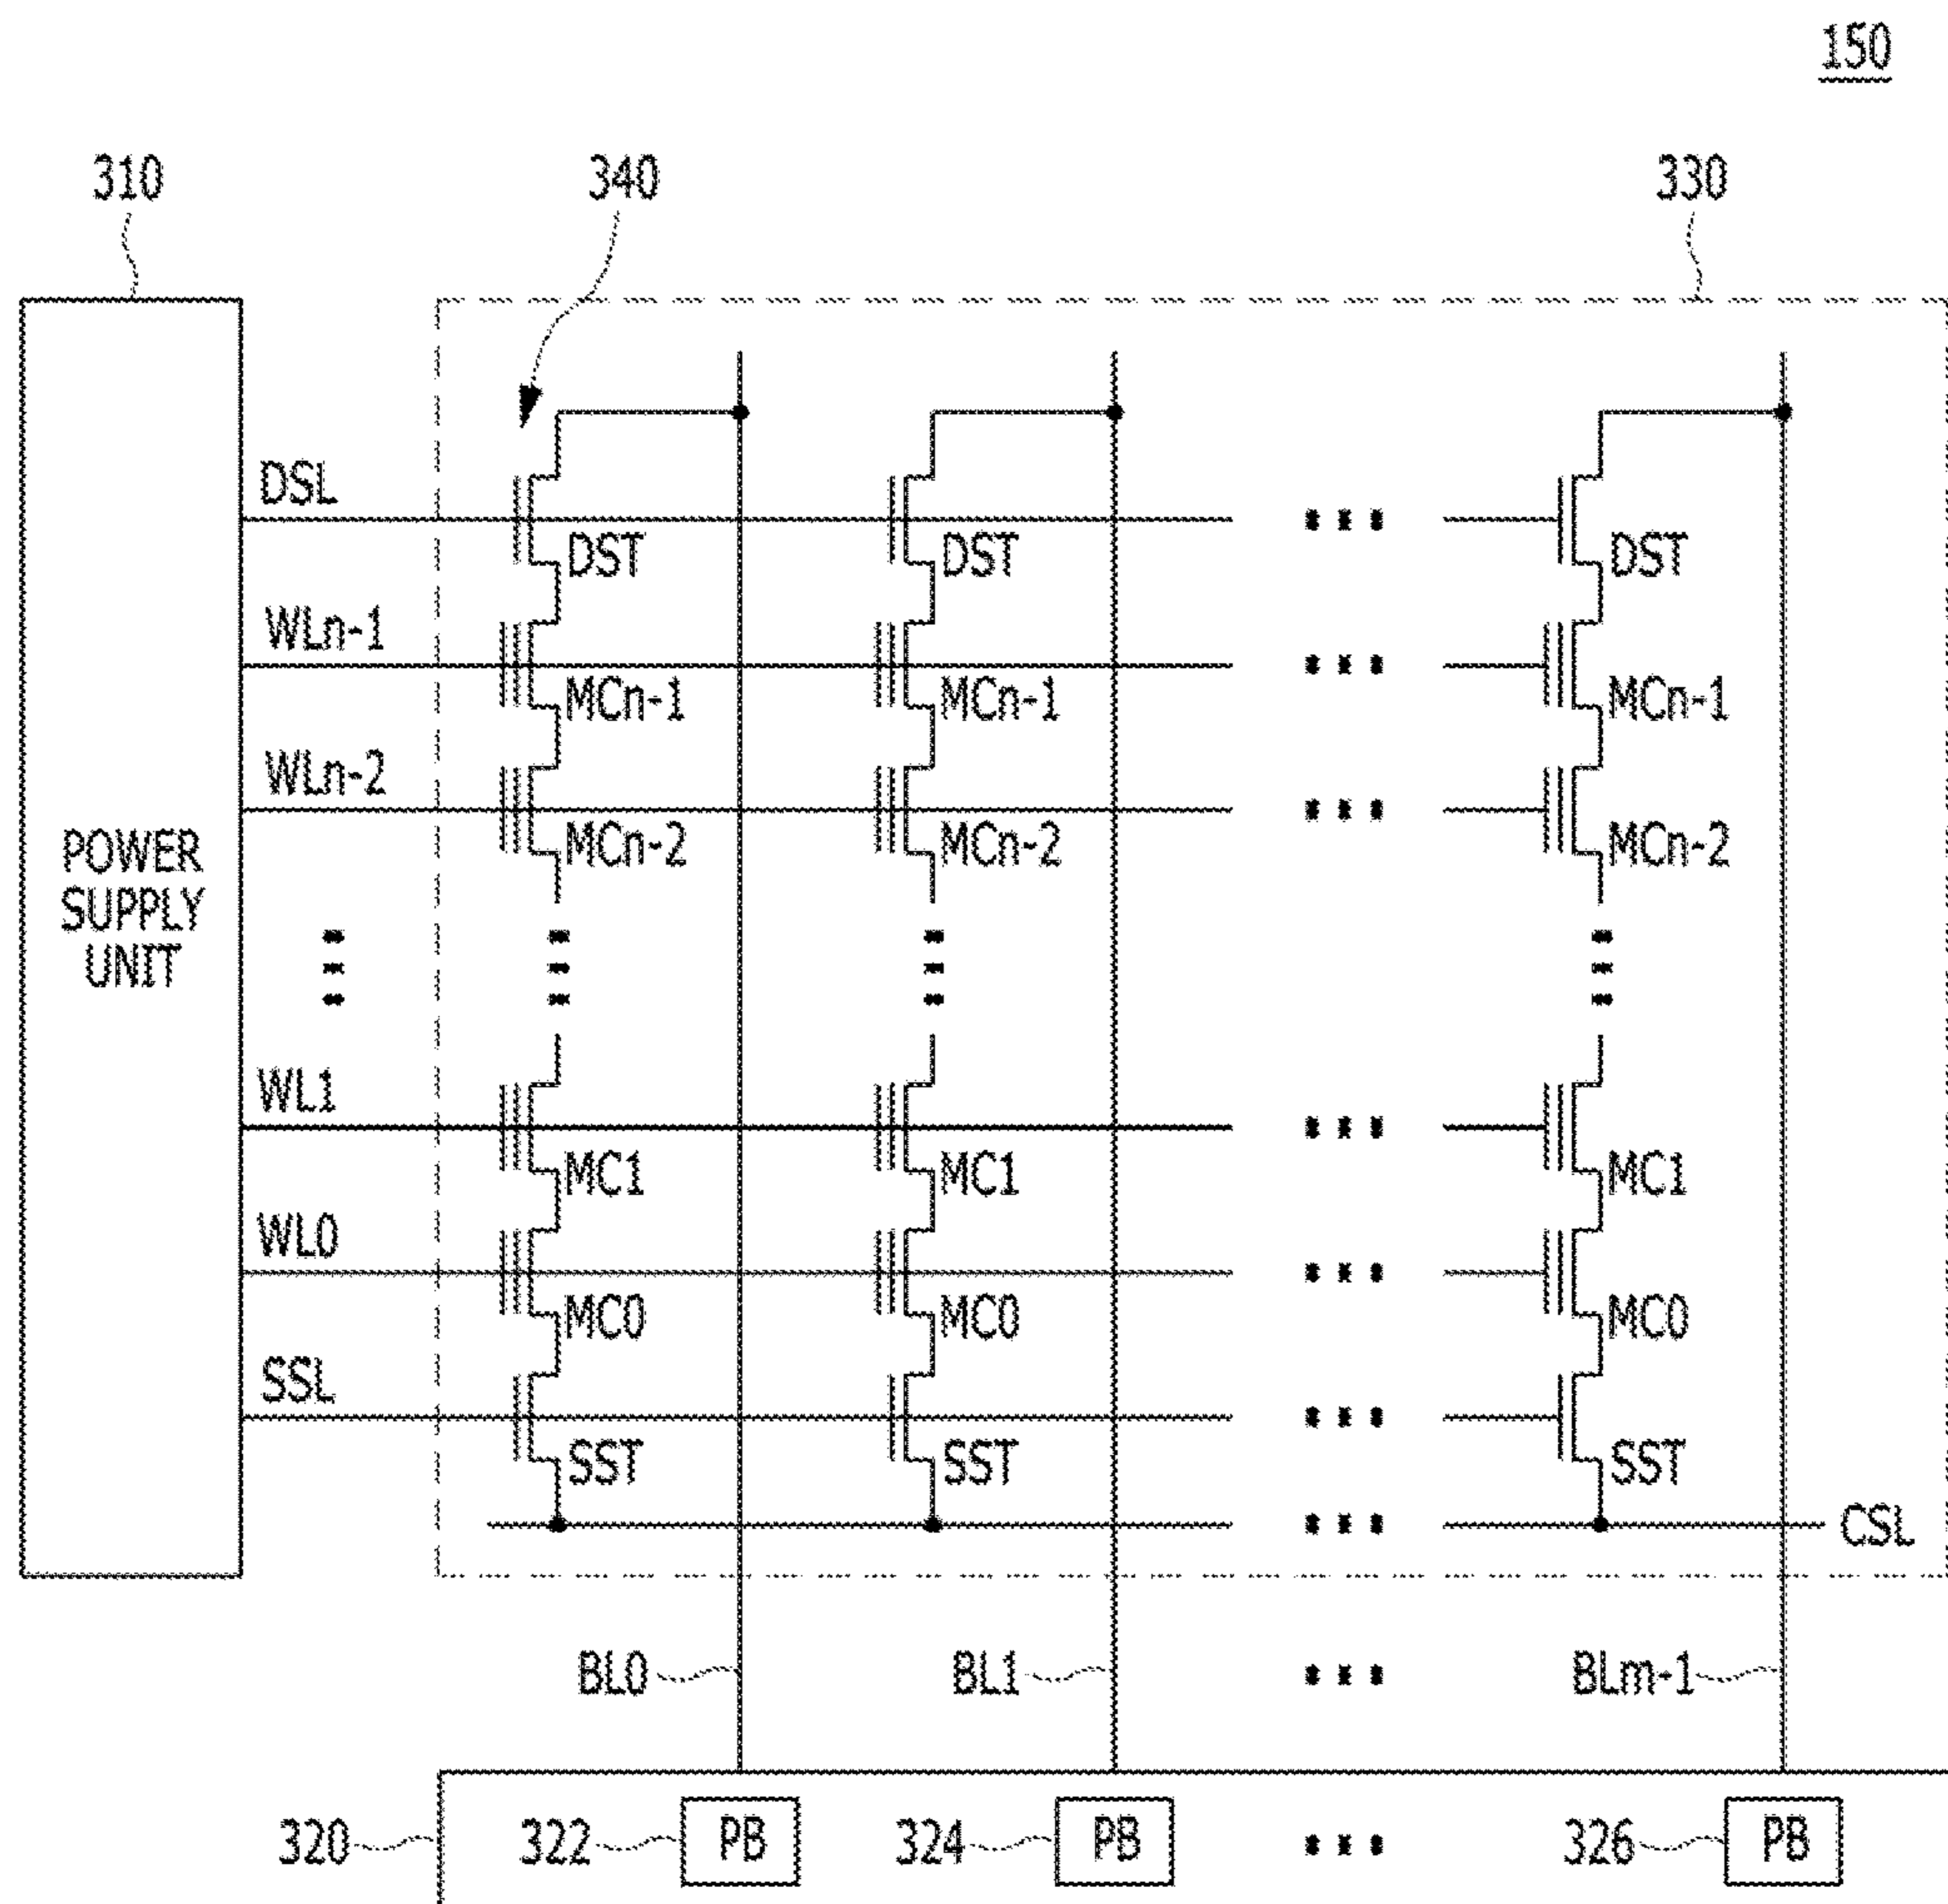 150
310
340
330
DSL
DST DST DST
WLn-1
MCn-1 MCn-1 MCn-1
WLn-2
MCn-2 MCn-2 MCn-2
POWER
SUPPLY
UNIT
WL1
MC1 MC1 MC1
WL0
MC0 MC0 MC0
SSL
SST SST SST
CSL
BL0 BL1 BLm-1
320 322 PB 324 PB 326 PB